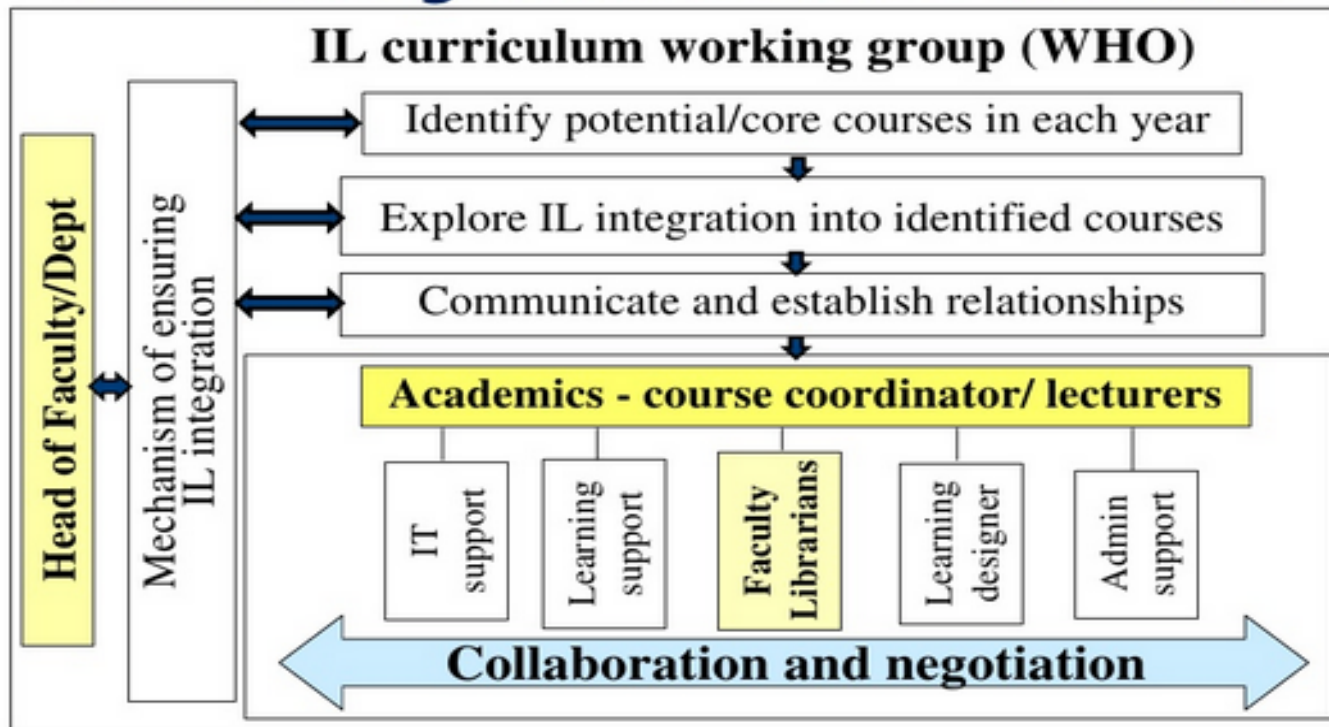 IL curriculum working group (WHO)
Head of Faculty/Dept
Mechanism of ensuring
IL integration
Identify potential/core courses in each year
Explore IL integration into identified courses
Communicate and establish relationships
Academics - course coordinator/ lecturers
IT
support
Learning
support
Faculty
Librarians
Learning
designer
Admin
support
Collaboration and negotiation